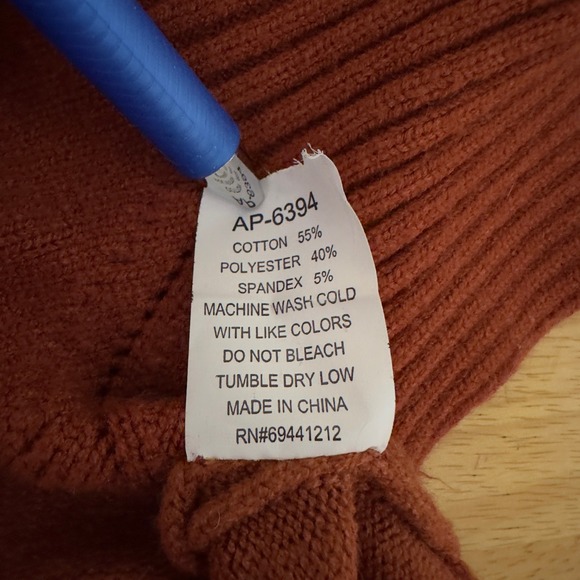 AP-6394
COTTON 55%
POLYESTER 40%
SPANDEX 5%
MACHINE WASH COLD
WITH LIKE COLORS
DO NOT BLEACH
TUMBLE DRY LOW
MADE IN CHINA
RN#69441212